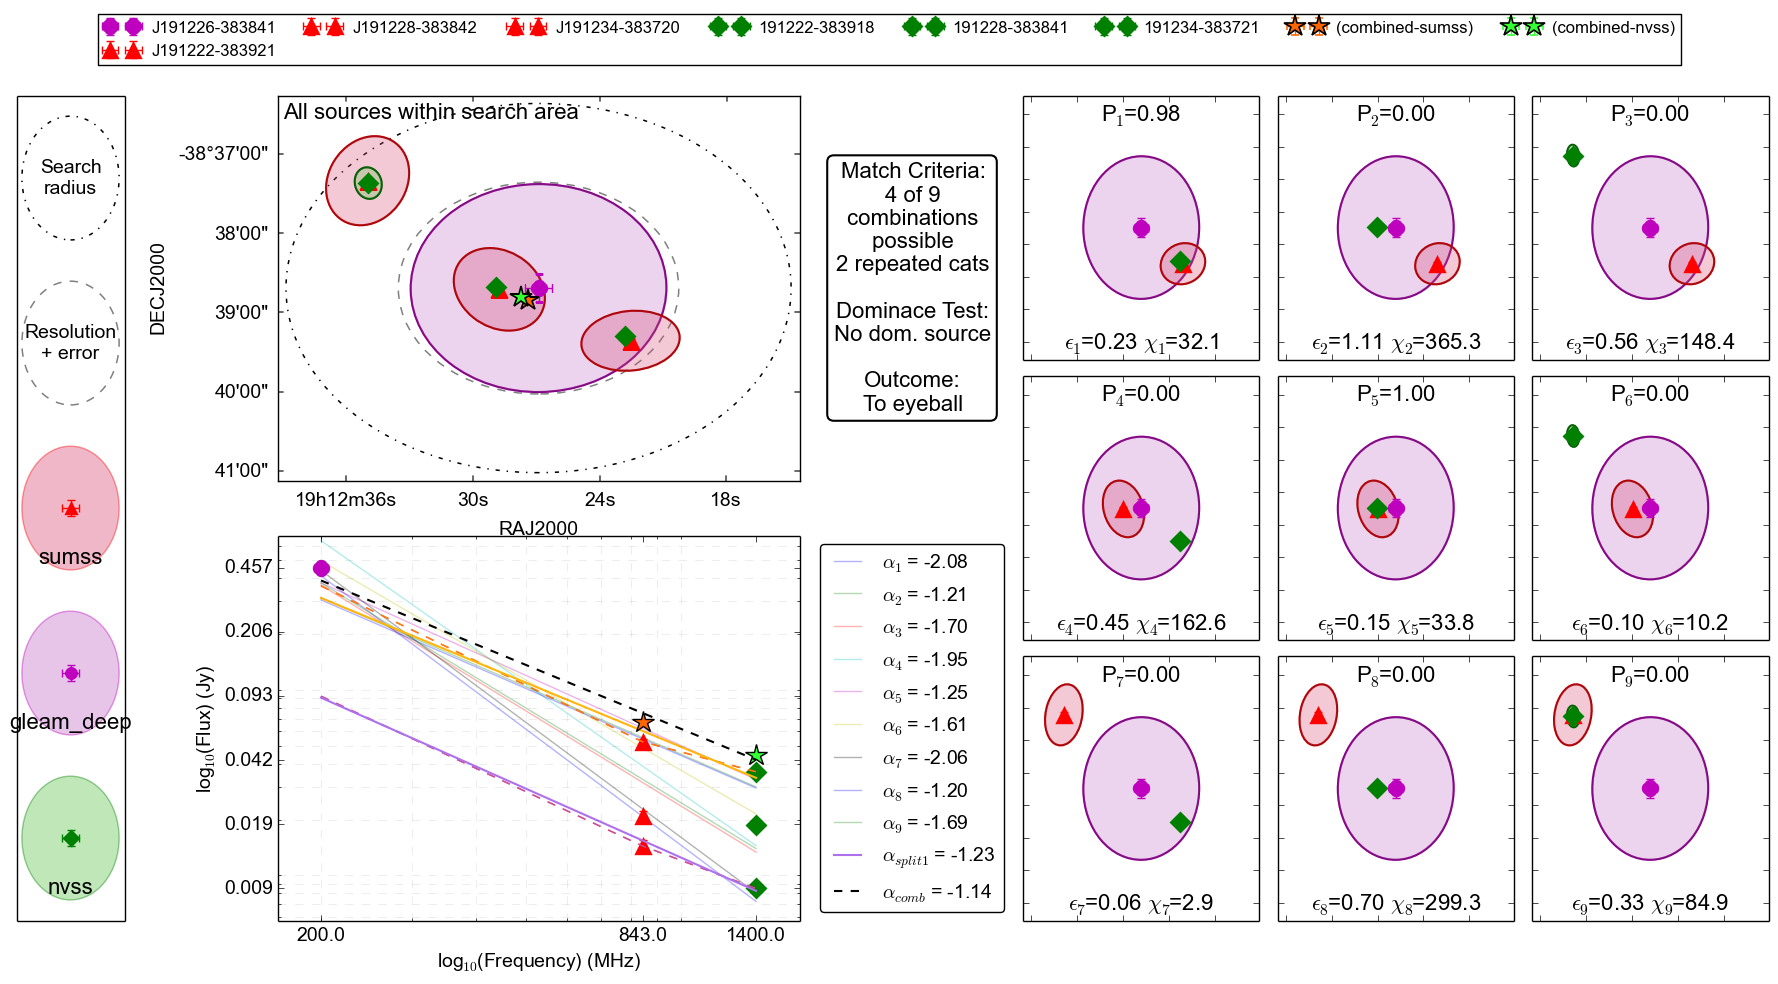 J191226-383841 J191228-383842 J191234-383720 191222-383918 191228-383841 191234-383721 (combined-sumss) (combined-nvss)
J191222-383921
Search
radius
Resolution
+ error
sumss
gleam_deep
nvss
All sources within search area
DECJ2000
-38°37'00"
38'00"
39'00"
40'00"
41'00"
19h12m36s 30s 24s 18s
RAJ2000
Match Criteria:
4 of 9
combinations
possible
2 repeated cats
Dominace Test:
No dom. source
Outcome:
To eyeball
log10(Flux) (Jy)
0.457
0.206
0.093
0.042
0.019
0.009
200.0 843.0 1400.0
log10(Frequency) (MHz)
α1 = -2.08
α2 = -1.21
α3 = -1.70
α4 = -1.95
α5 = -1.25
α6 = -1.61
α7 = -2.06
α8 = -1.20
α9 = -1.69
αsplit1 = -1.23
αcomb = -1.14
P1=0.98
ϵ1=0.23 χ1=32.1
P2=0.00
ϵ2=1.11 χ2=365.3
P3=0.00
ϵ3=0.56 χ3=148.4
P4=0.00
ϵ4=0.45 χ4=162.6
P5=1.00
ϵ5=0.15 χ5=33.8
P6=0.00
ϵ6=0.10 χ6=10.2
P7=0.00
ϵ7=0.06 χ7=2.9
P8=0.00
ϵ8=0.70 χ8=299.3
P9=0.00
ϵ9=0.33 χ9=84.9